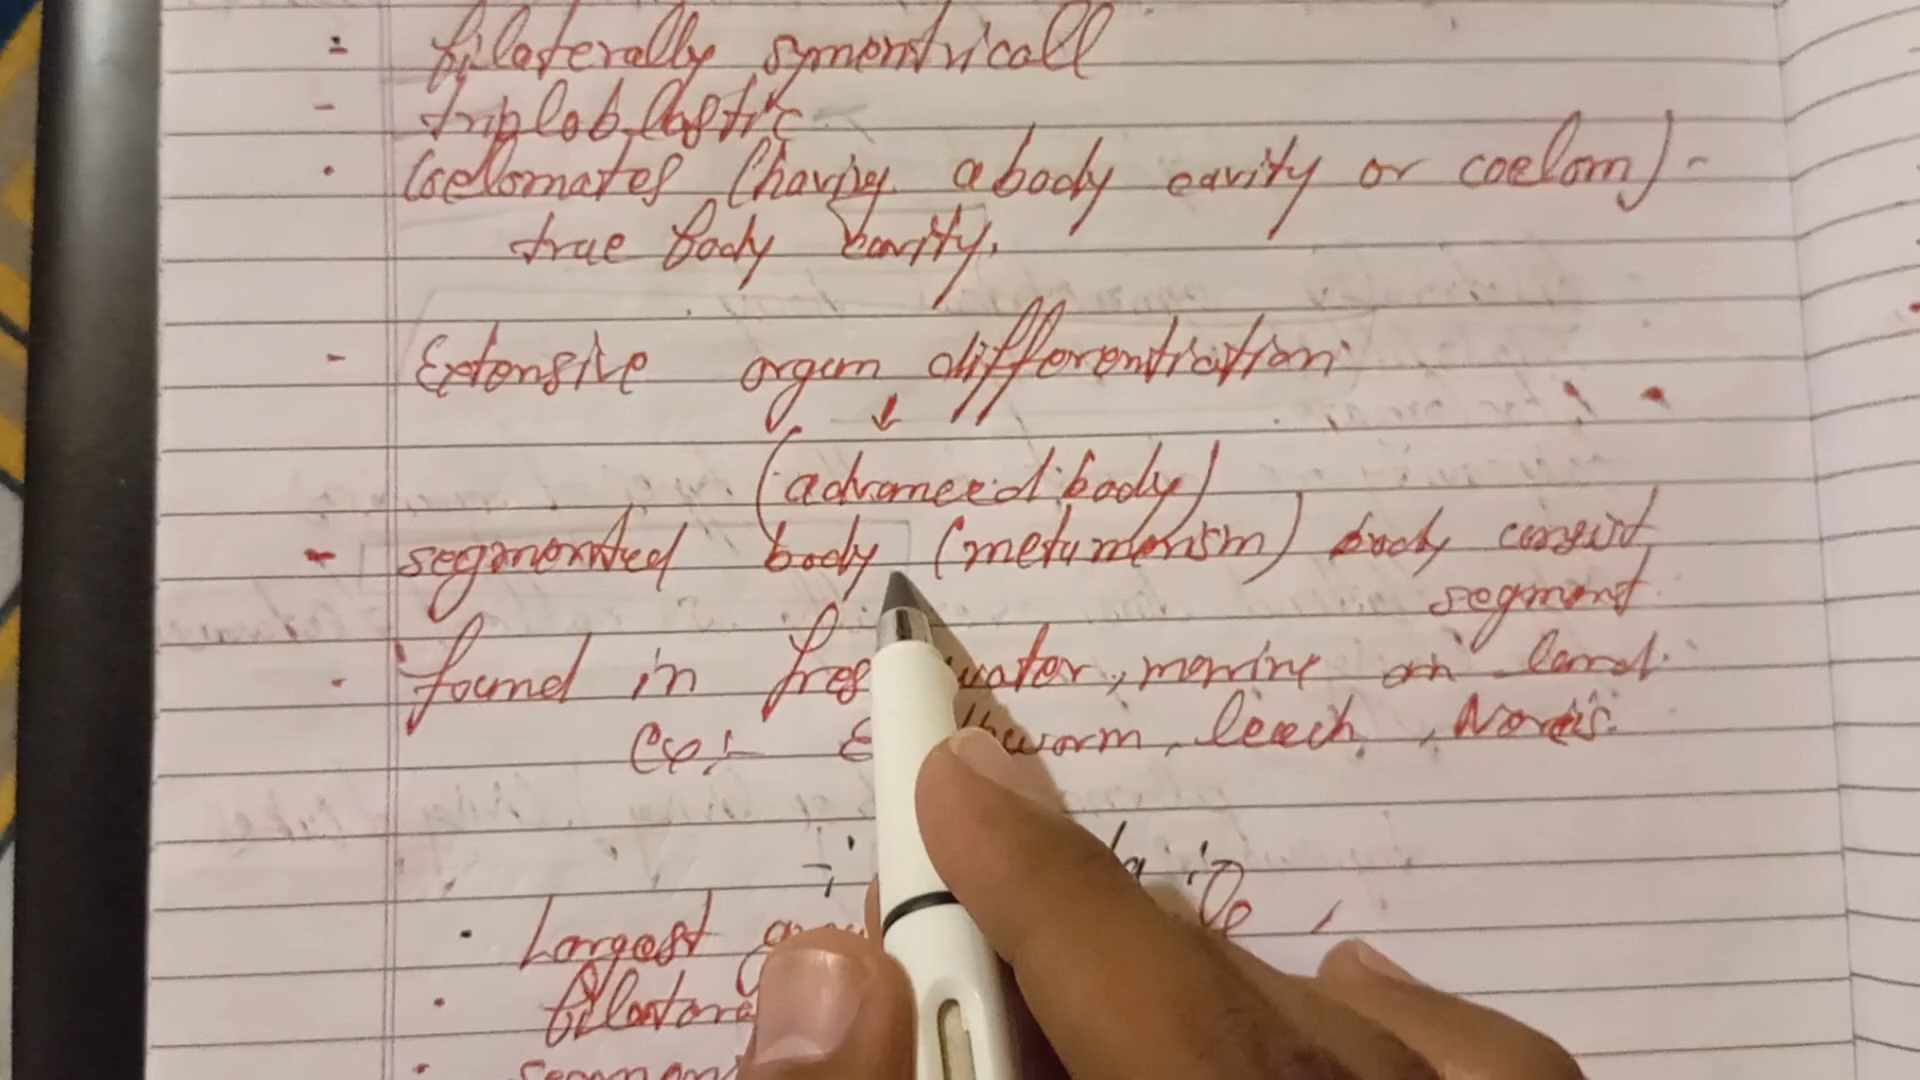 - bilaterally symentricall
- triploblastic
· Coelomates (having a body cavity or coelom) -
true body cavity.
- Extensive organ differentiation
↓
(advanced body)
- segmented body (metamerism) body consist
segment
· found in fresh water, marine on land.
Ex:- Earthworm, leech, Nereis.
· Largest
·
·